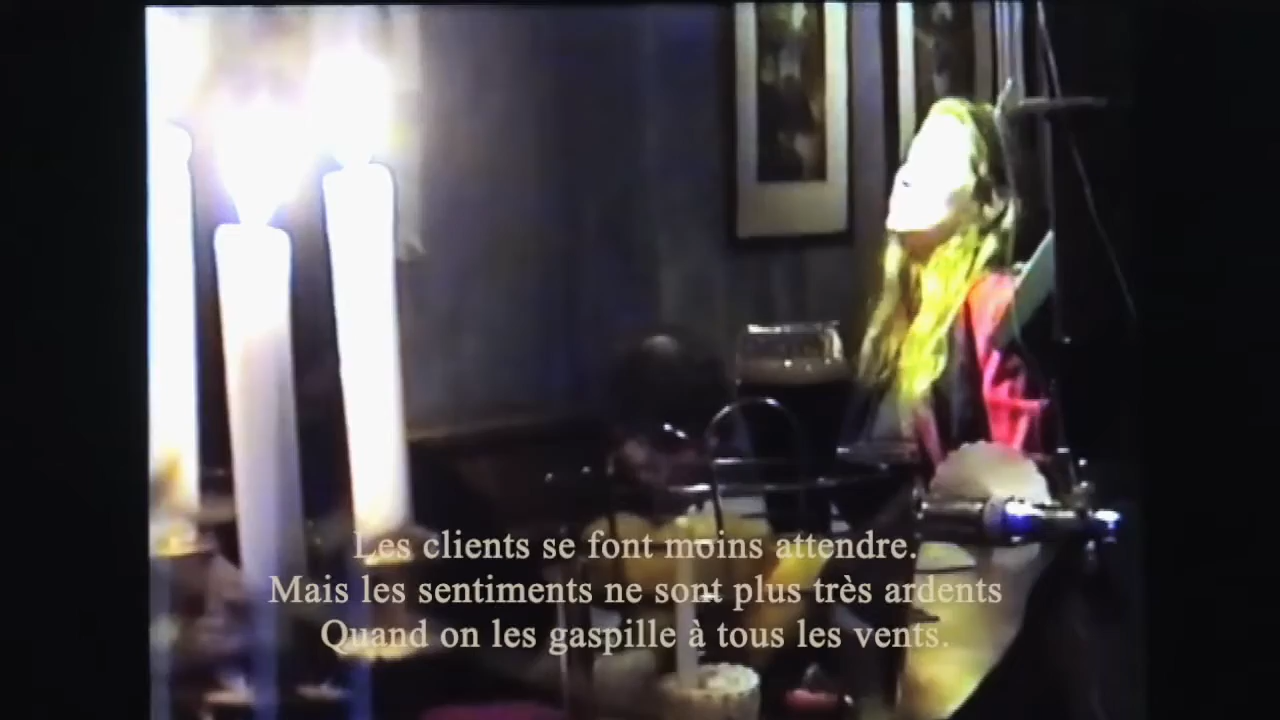 Les clients se font moins attendre.
Mais les sentiments ne sont plus très ardents
Quand on les gaspille à tous les vents.